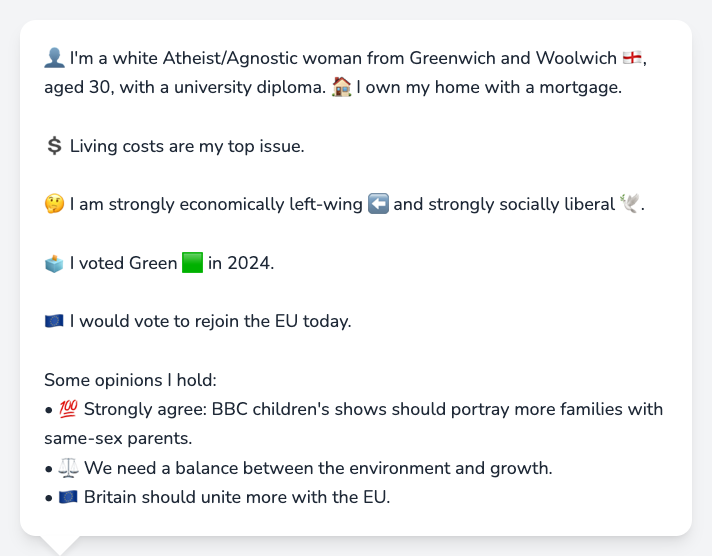 👤 I'm a white Atheist/Agnostic woman from Greenwich and Woolwich 🏴󠁧󠁢󠁥󠁮󠁧󠁿,
aged 30, with a university diploma. 🏠 I own my home with a mortgage.
💲 Living costs are my top issue.
🤔 I am strongly economically left-wing ⬅️ and strongly socially liberal 🕊️.
🗳️ I voted Green 🟩 in 2024.
🇪🇺 I would vote to rejoin the EU today.
Some opinions I hold:
• 💯 Strongly agree: BBC children's shows should portray more families with
same-sex parents.
• ⚖️ We need a balance between the environment and growth.
• 🇪🇺 Britain should unite more with the EU.